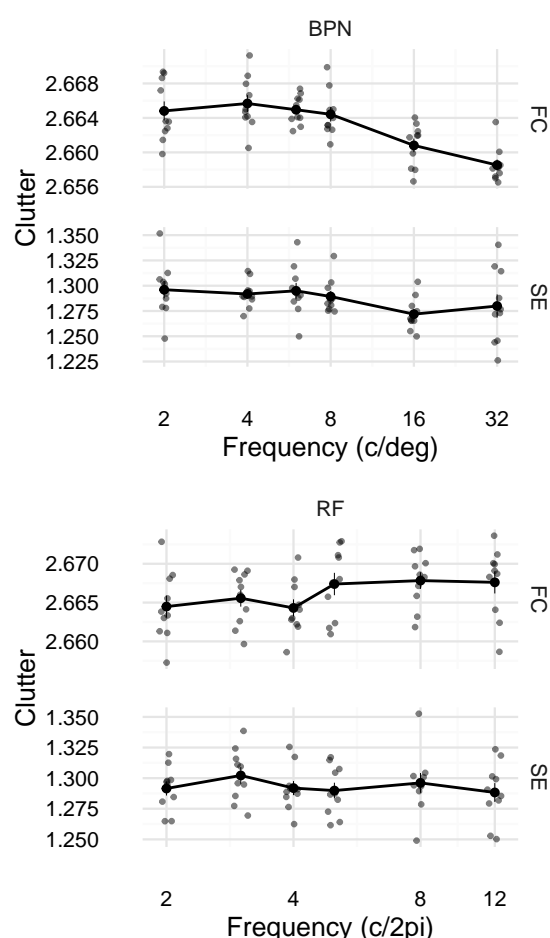 BPN
2.668
2.664
2.660
2.656
FC
Clutter
1.350
1.325
1.300
1.275
1.250
1.225
SE
2 4 8 16 32
Frequency (c/deg)
RF
2.670
2.665
2.660
FC
Clutter
1.350
1.325
1.300
1.275
1.250
SE
2 4 8 12
Frequency (c/2pi)